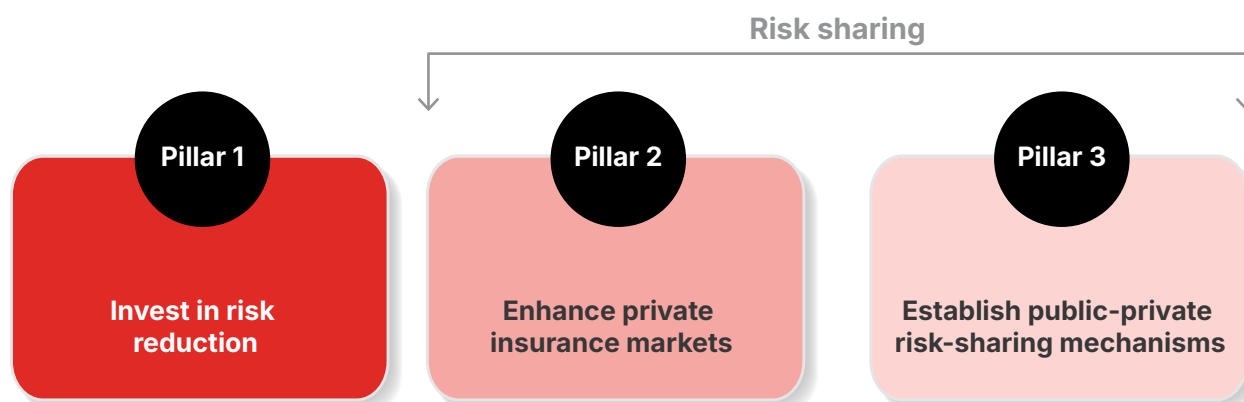 Risk sharing
Pillar 1
Invest in risk
reduction
Pillar 2
Enhance private
insurance markets
Pillar 3
Establish public-private
risk-sharing mechanisms